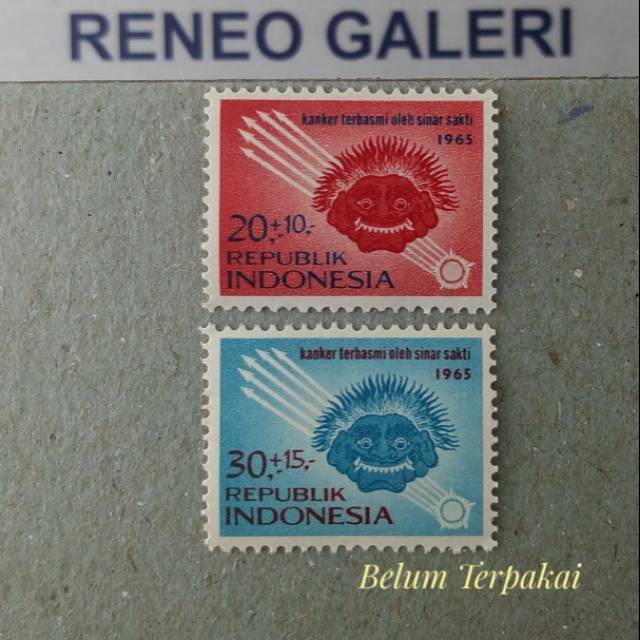 RENEO GALERI
kanker terbasmi oleh sinar sakti
1965
20,+10,-
REPUBLIK
INDONESIA
kanker terbasmi oleh sinar sakti
1965
30,+15,-
REPUBLIK
INDONESIA
Belum Terpakai